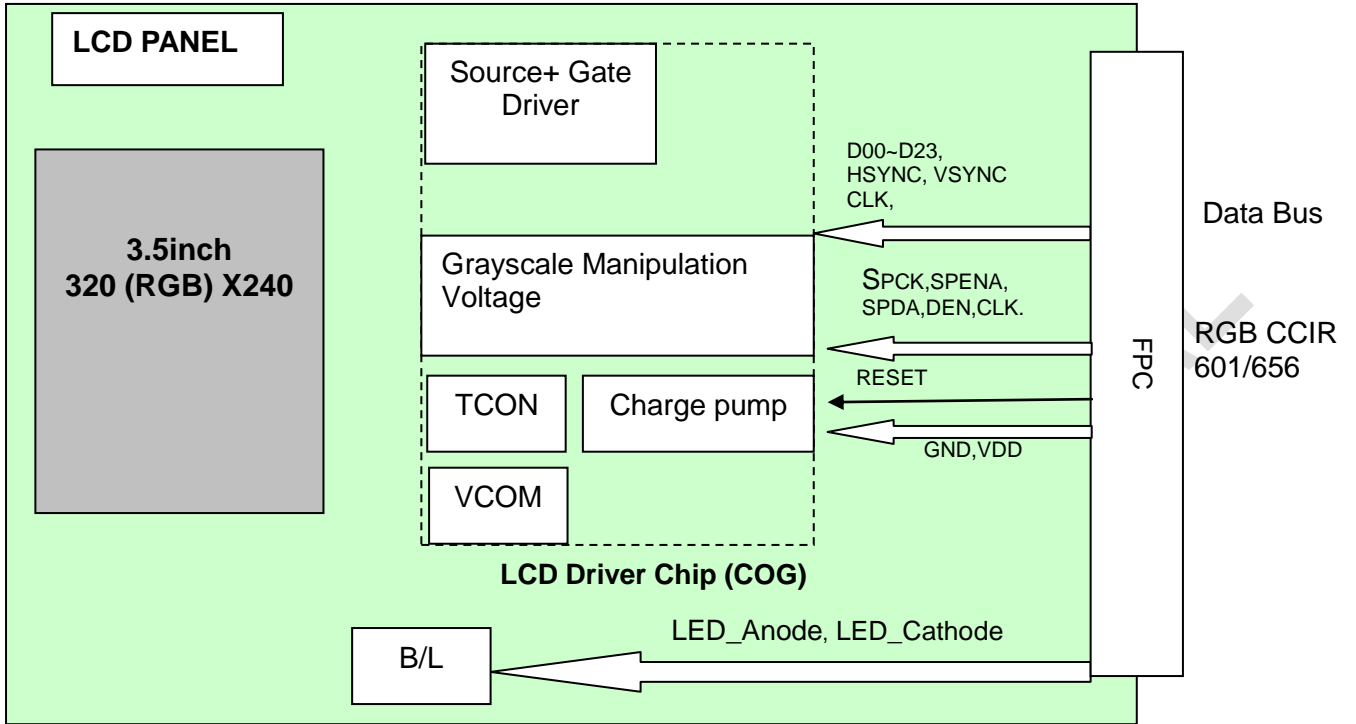 LCD PANEL
3.5inch
320 (RGB) X240
Source+ Gate
Driver
Grayscale Manipulation
Voltage
TCON
Charge pump
VCOM
LCD Driver Chip (COG)
B/L
D00~D23,
HSYNC, VSYNC
CLK,
SPCK,SPENA,
SPDA,DEN,CLK.
RESET
GND,VDD
LED_Anode, LED_Cathode
FPC
Data Bus
RGB CCIR
601/656